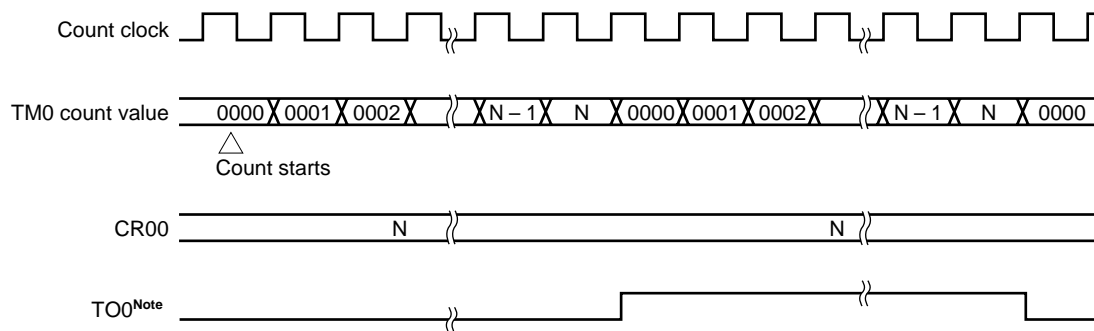 Count clock
TM0 count value 0000 0001 0002 N – 1 N 0000 0001 0002 N – 1 N 0000
Count starts
CR00 N N
TO0Note